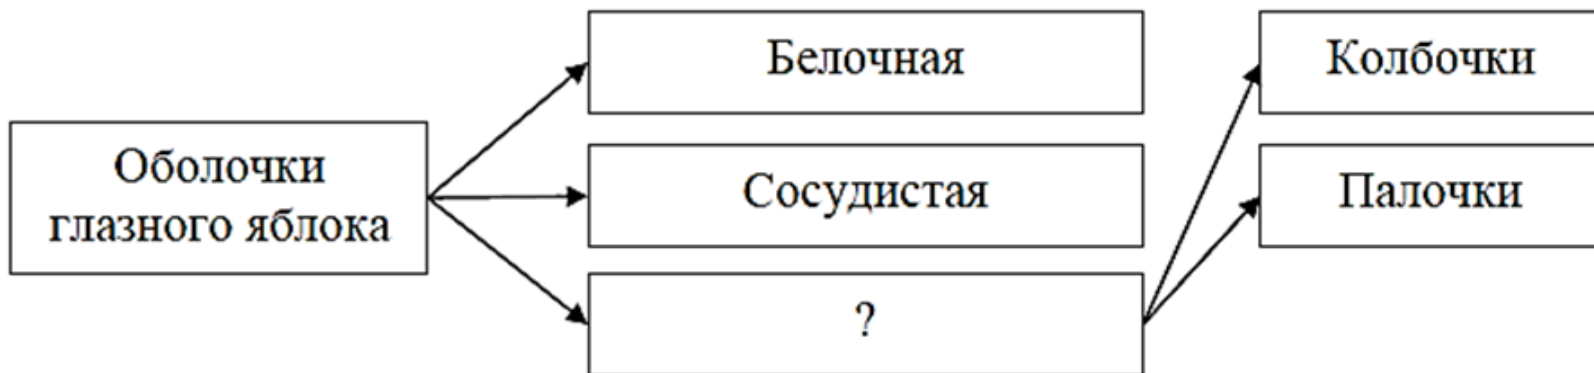 Оболочки
глазного яблока
Белочная
Сосудистая
?
Колбочки
Палочки